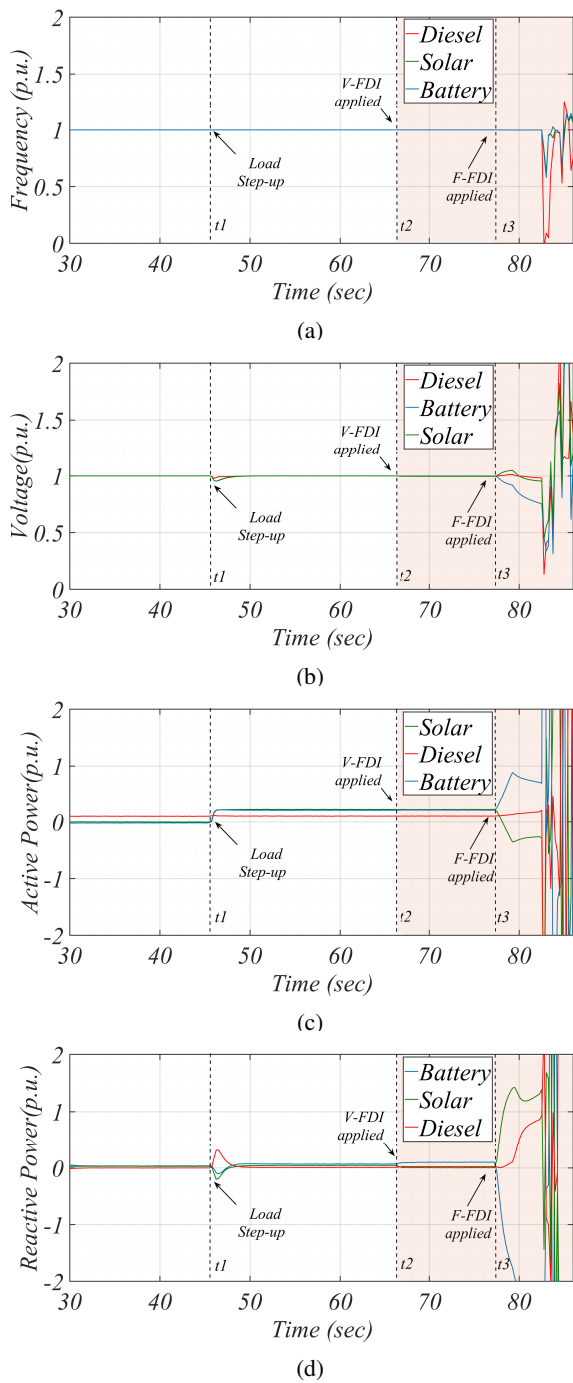 2
1.5
1
0.5
0
Frequency (p.u.)
Diesel
Solar
Battery
V-FDI
applied
Load
Step-up
F-FDI
applied
t1
t2
t3
30
40
50
60
70
80
Time (sec)
(a)
2
1.5
1
0.5
0
Voltage(p.u.)
Diesel
Battery
Solar
V-FDI
applied
Load
Step-up
F-FDI
applied
t1
t2
t3
30
40
50
60
70
80
Time (sec)
(b)
2
1
0
-1
-2
Active Power(p.u.)
Solar
Diesel
Battery
V-FDI
applied
Load
Step-up
F-FDI
applied
t1
t2
t3
30
40
50
60
70
80
Time (sec)
(c)
2
1
0
-1
-2
Reactive Power(p.u.)
Battery
Solar
Diesel
V-FDI
applied
Load
Step-up
F-FDI
applied
t1
t2
t3
30
40
50
60
70
80
Time (sec)
(d)